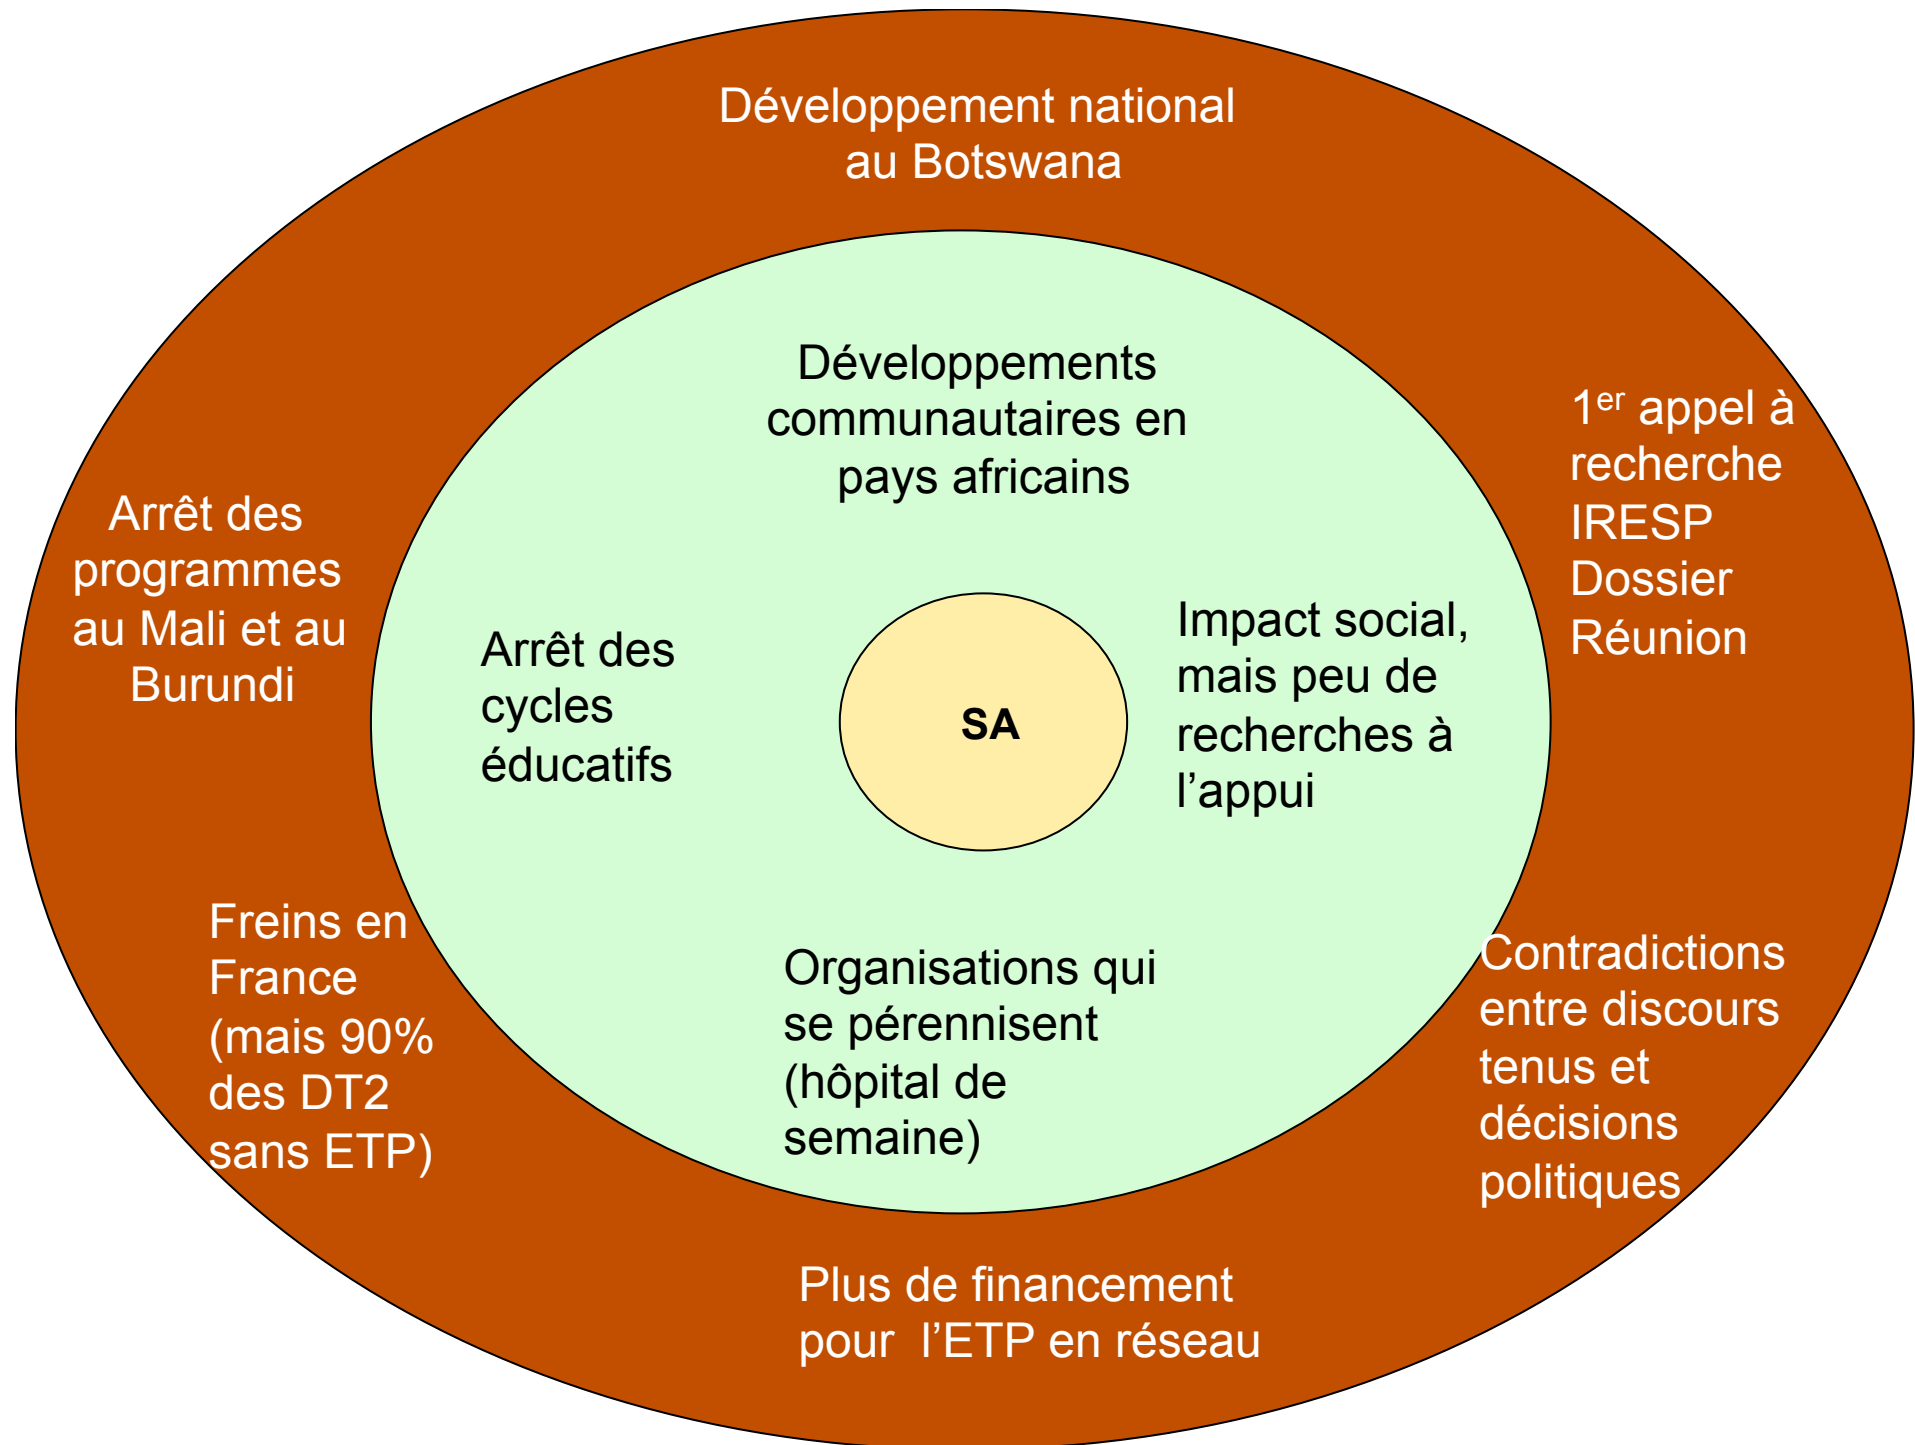 Développement national
au Botswana
Développements
communautaires en
pays africains
1er appel à
recherche
IRESP
Dossier
Réunion
Arrêt des
programmes
au Mali et au
Burundi
Arrêt des
cycles
éducatifs
SA
Impact social,
mais peu de
recherches à
l’appui
Freins en
France
(mais 90%
des DT2
sans ETP)
Organisations qui
se pérennisent
(hôpital de
semaine)
Contradictions
entre discours
tenus et
décisions
politiques
Plus de financement
pour l’ETP en réseau